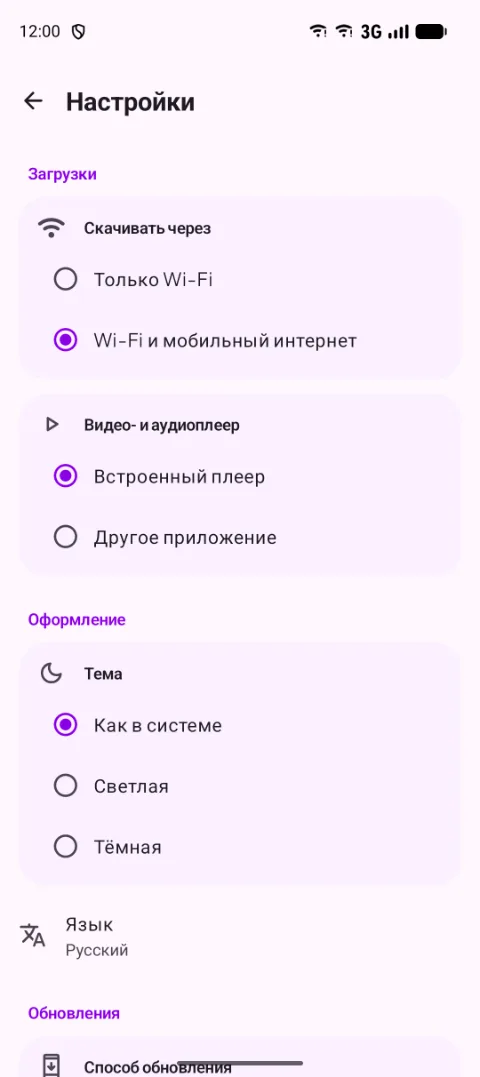 12:00
3G
Настройки
Загрузки
Скачивать через
Только Wi-Fi
Wi-Fi и мобильный интернет
Видео- и аудиоплеер
Встроенный плеер
Другое приложение
Оформление
Тема
Как в системе
Светлая
Тёмная
Язык
Русский
Обновления
Способ обновления